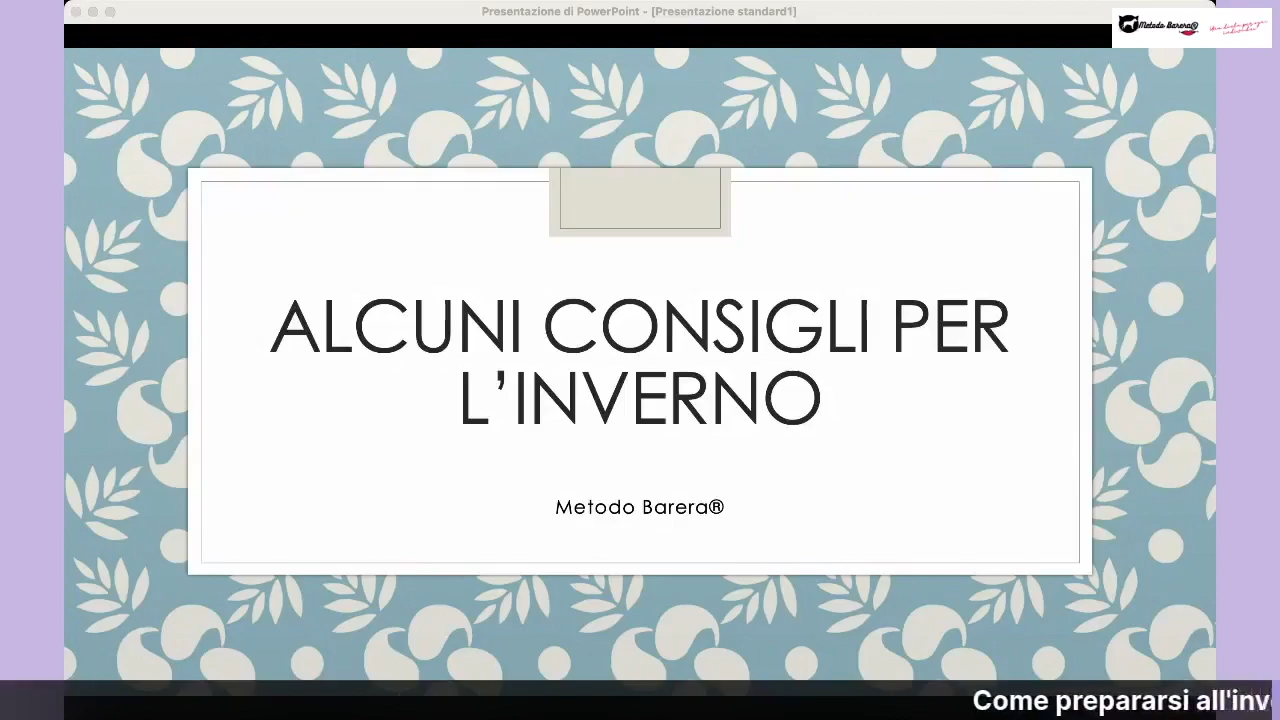 Presentazione di PowerPoint - [Presentazione standard1]
Metodo Barera®
ALCUNI CONSIGLI PER
L’INVERNO
Metodo Barera®
Come prepararsi all'inv